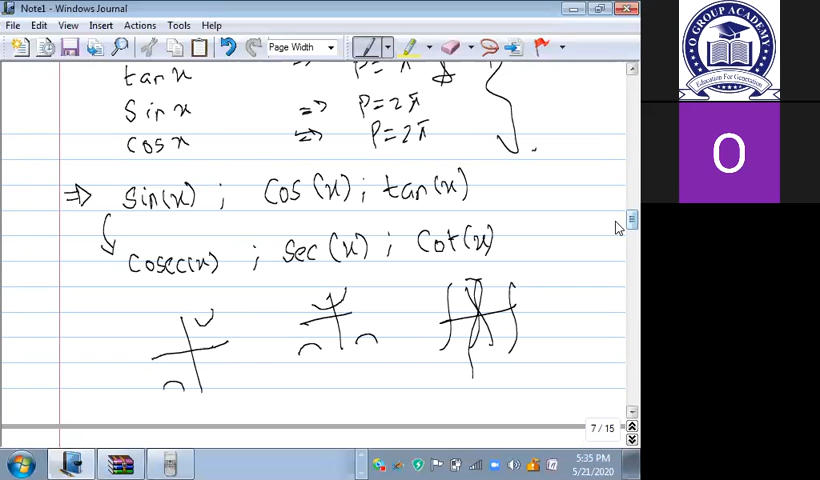 Note1 - Windows Journal
File Edit View Insert Actions Tools Help
Page Width
tan x => P = π
Sin x => P = 2π
cos x => P = 2π
=> sin(x) ; cos(x) ; tan(x)
cosec(x) ; sec(x) ; cot(x)
7 / 15
5:35 PM
5/21/2020
O GROUP ACADEMY
Education For Generation
O